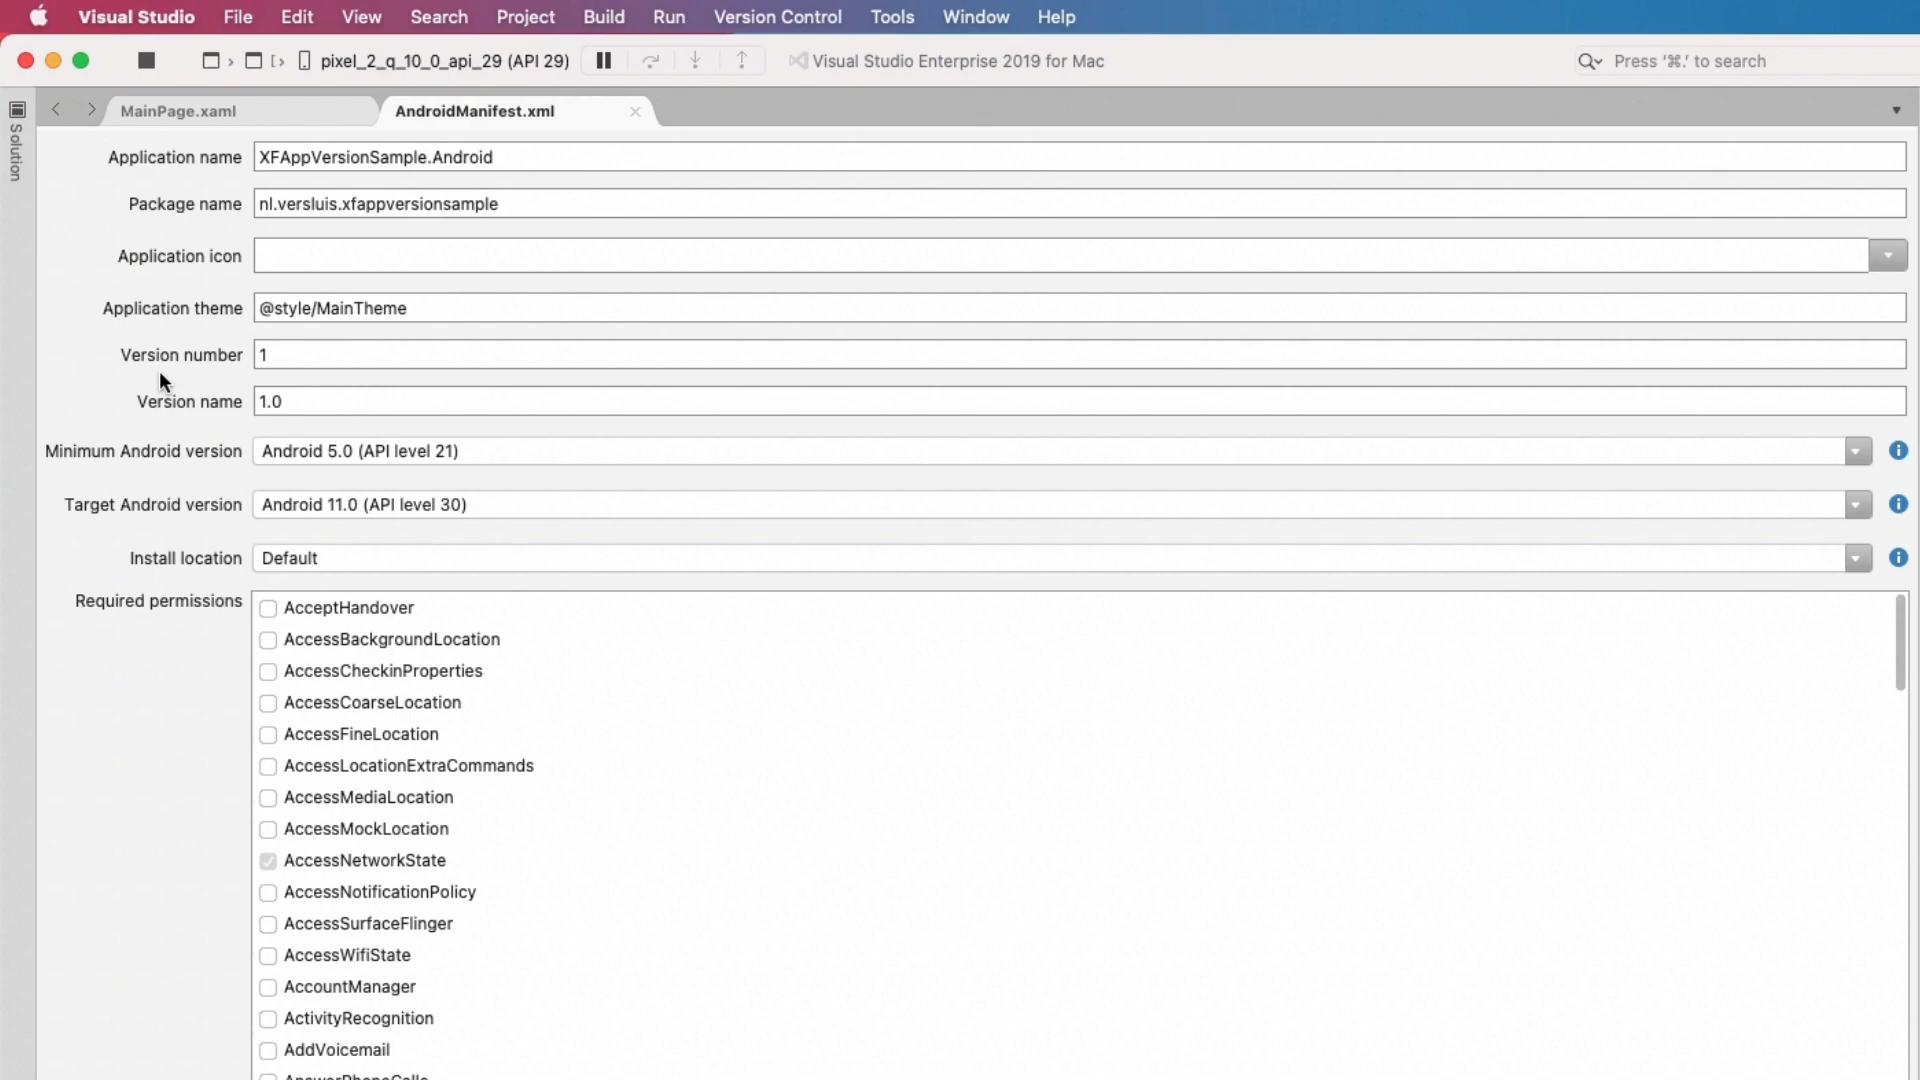 Visual Studio File Edit View Search Project Build Run Version Control Tools Window Help
pixel_2_q_10_0_api_29 (API 29) Visual Studio Enterprise 2019 for Mac Press '⌘.' to search
MainPage.xaml AndroidManifest.xml
Solution
Application name XFAppVersionSample.Android
Package name nl.versluis.xfappversionsample
Application icon
Application theme @style/MainTheme
Version number 1
Version name 1.0
Minimum Android version Android 5.0 (API level 21)
Target Android version Android 11.0 (API level 30)
Install location Default
Required permissions AcceptHandover
AccessBackgroundLocation
AccessCheckinProperties
AccessCoarseLocation
AccessFineLocation
AccessLocationExtraCommands
AccessMediaLocation
AccessMockLocation
AccessNetworkState
AccessNotificationPolicy
AccessSurfaceFlinger
AccessWifiState
AccountManager
ActivityRecognition
AddVoicemail